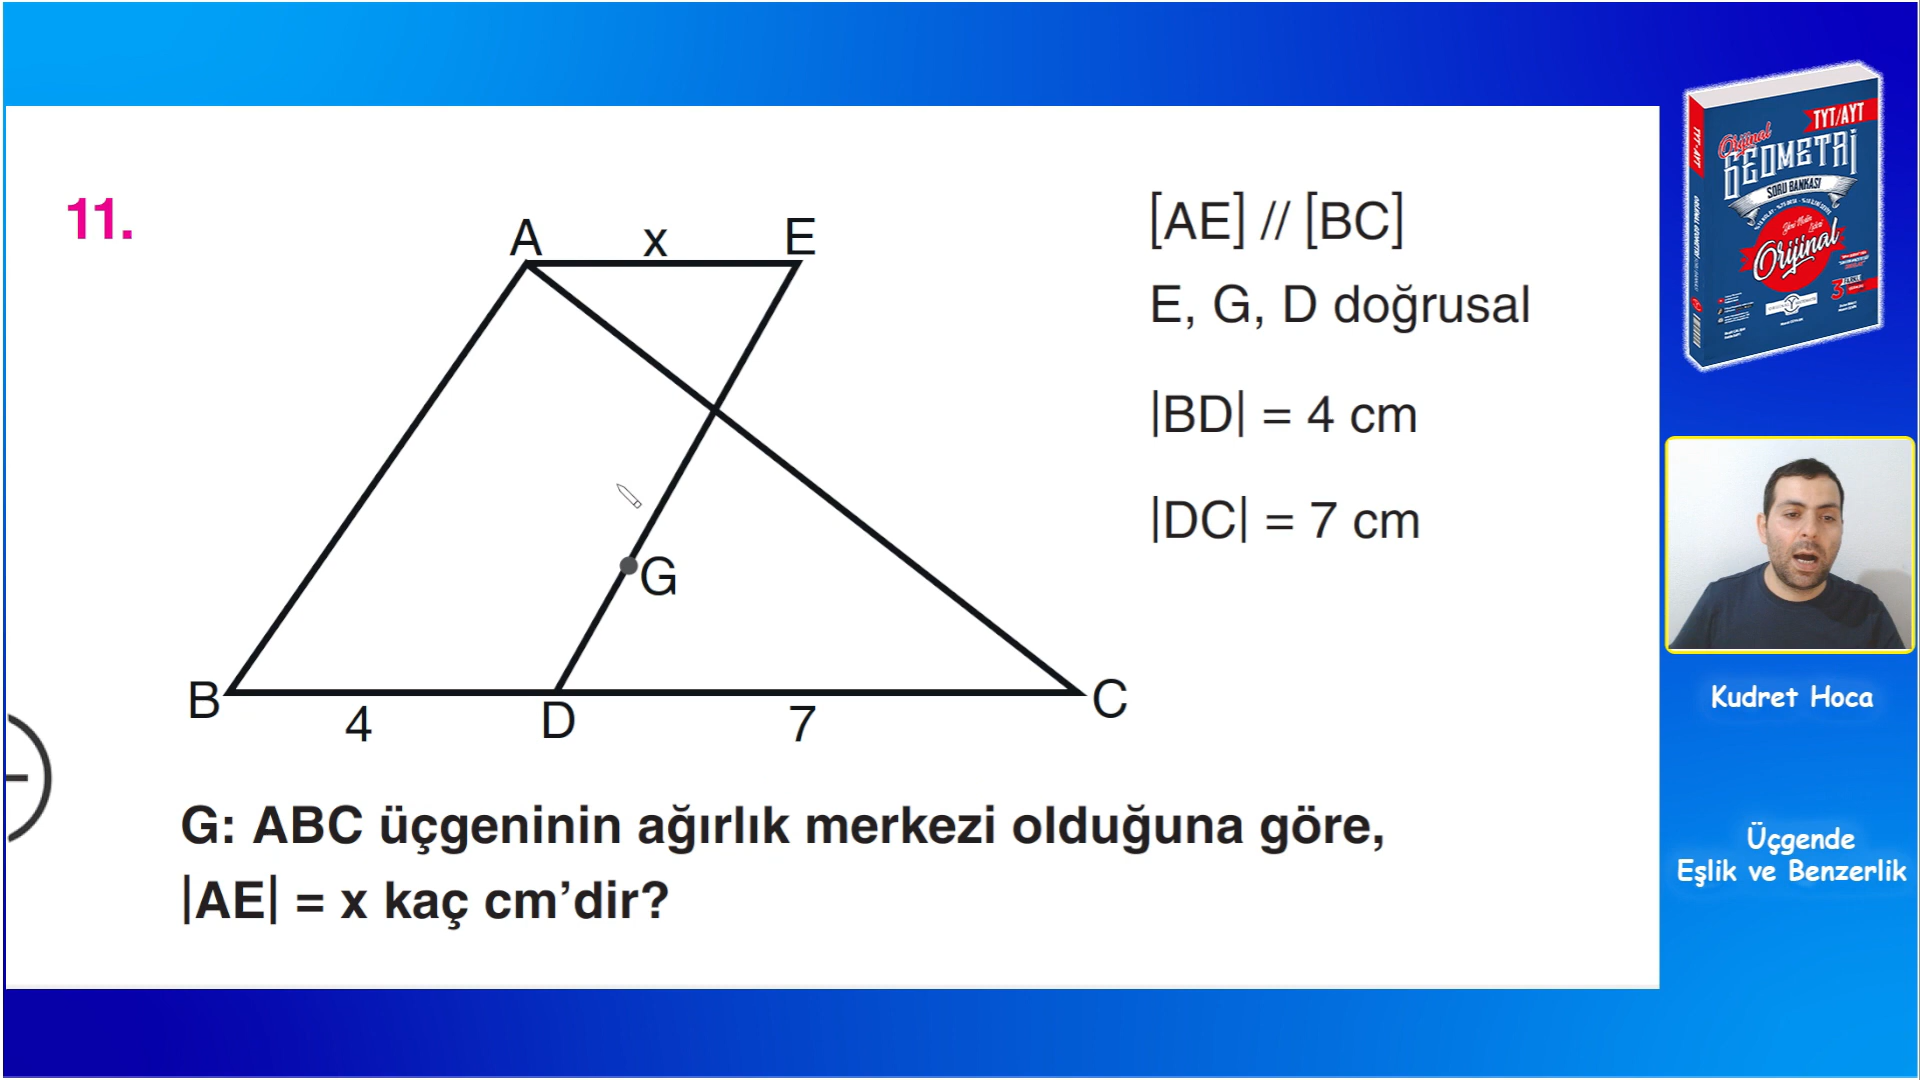 11.
A
x
E
G
B
4
D
7
C
[AE] // [BC]
E, G, D doğrusal
|BD| = 4 cm
|DC| = 7 cm
G: ABC üçgeninin ağırlık merkezi olduğuna göre,
|AE| = x kaç cm’dir?
TYT/AYT
Orijinal
GEOMETRİ
SORU BANKASI
Orijinal
Kudret Hoca
Üçgende
Eşlik ve Benzerlik